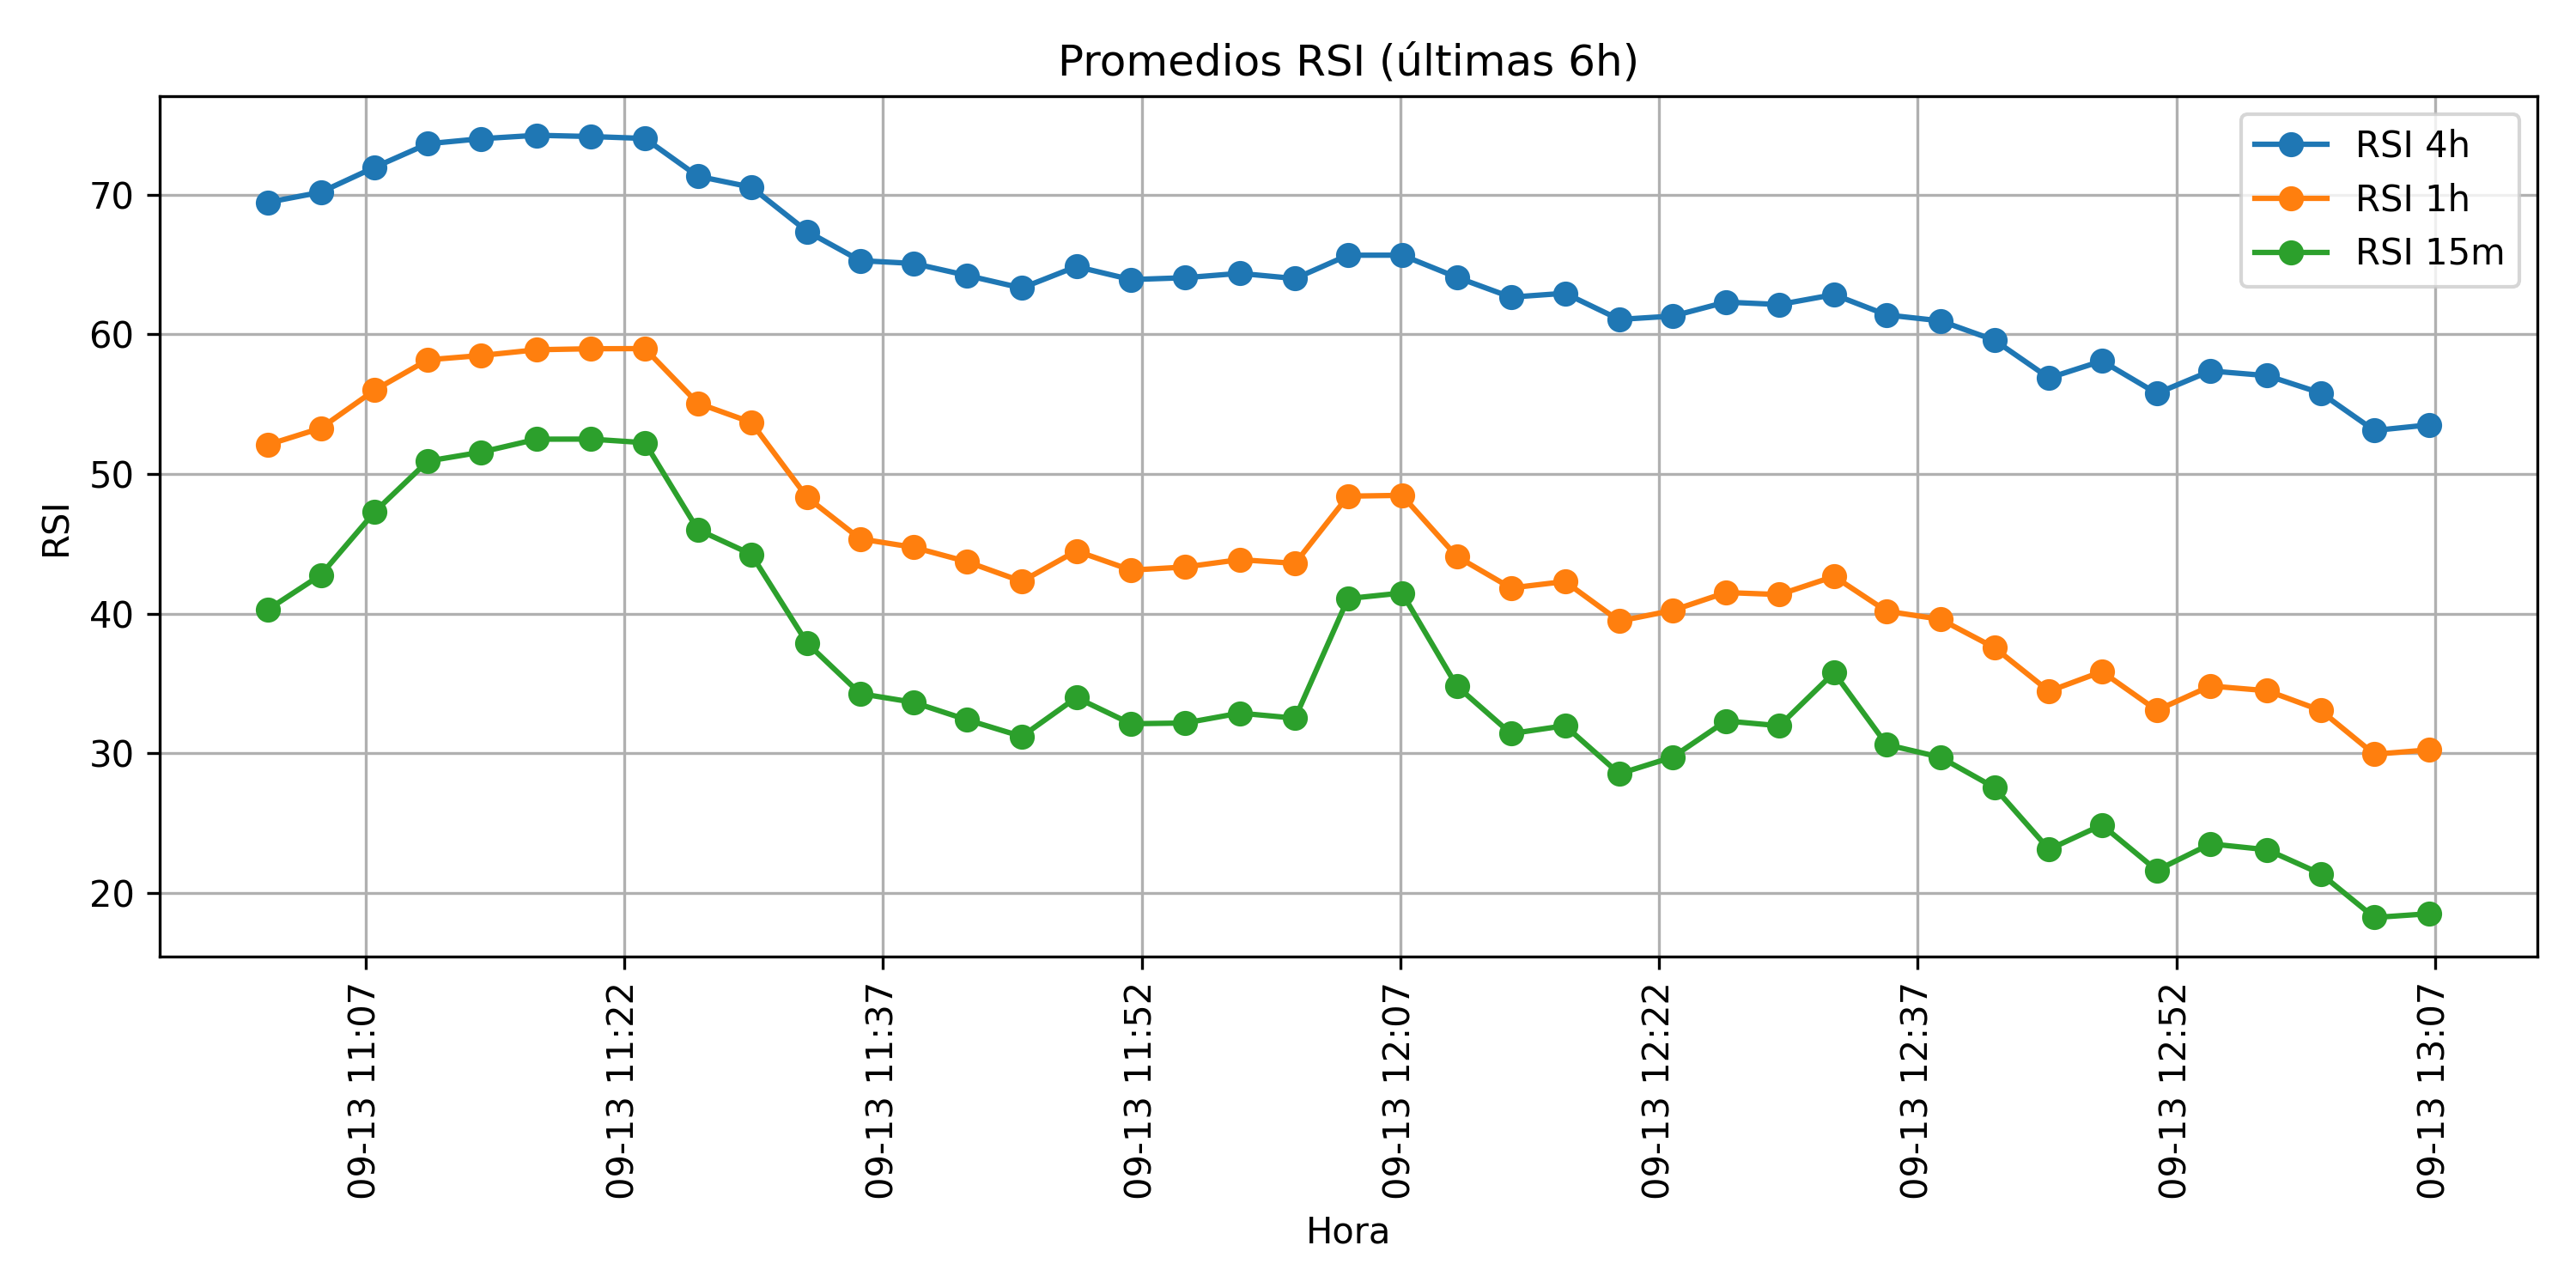 Promedios RSI (últimas 6h)
RSI 4h
RSI 1h
RSI 15m
RSI
70
60
50
40
30
20
09-13 11:07
09-13 11:22
09-13 11:37
09-13 11:52
09-13 12:07
09-13 12:22
09-13 12:37
09-13 12:52
09-13 13:07
Hora